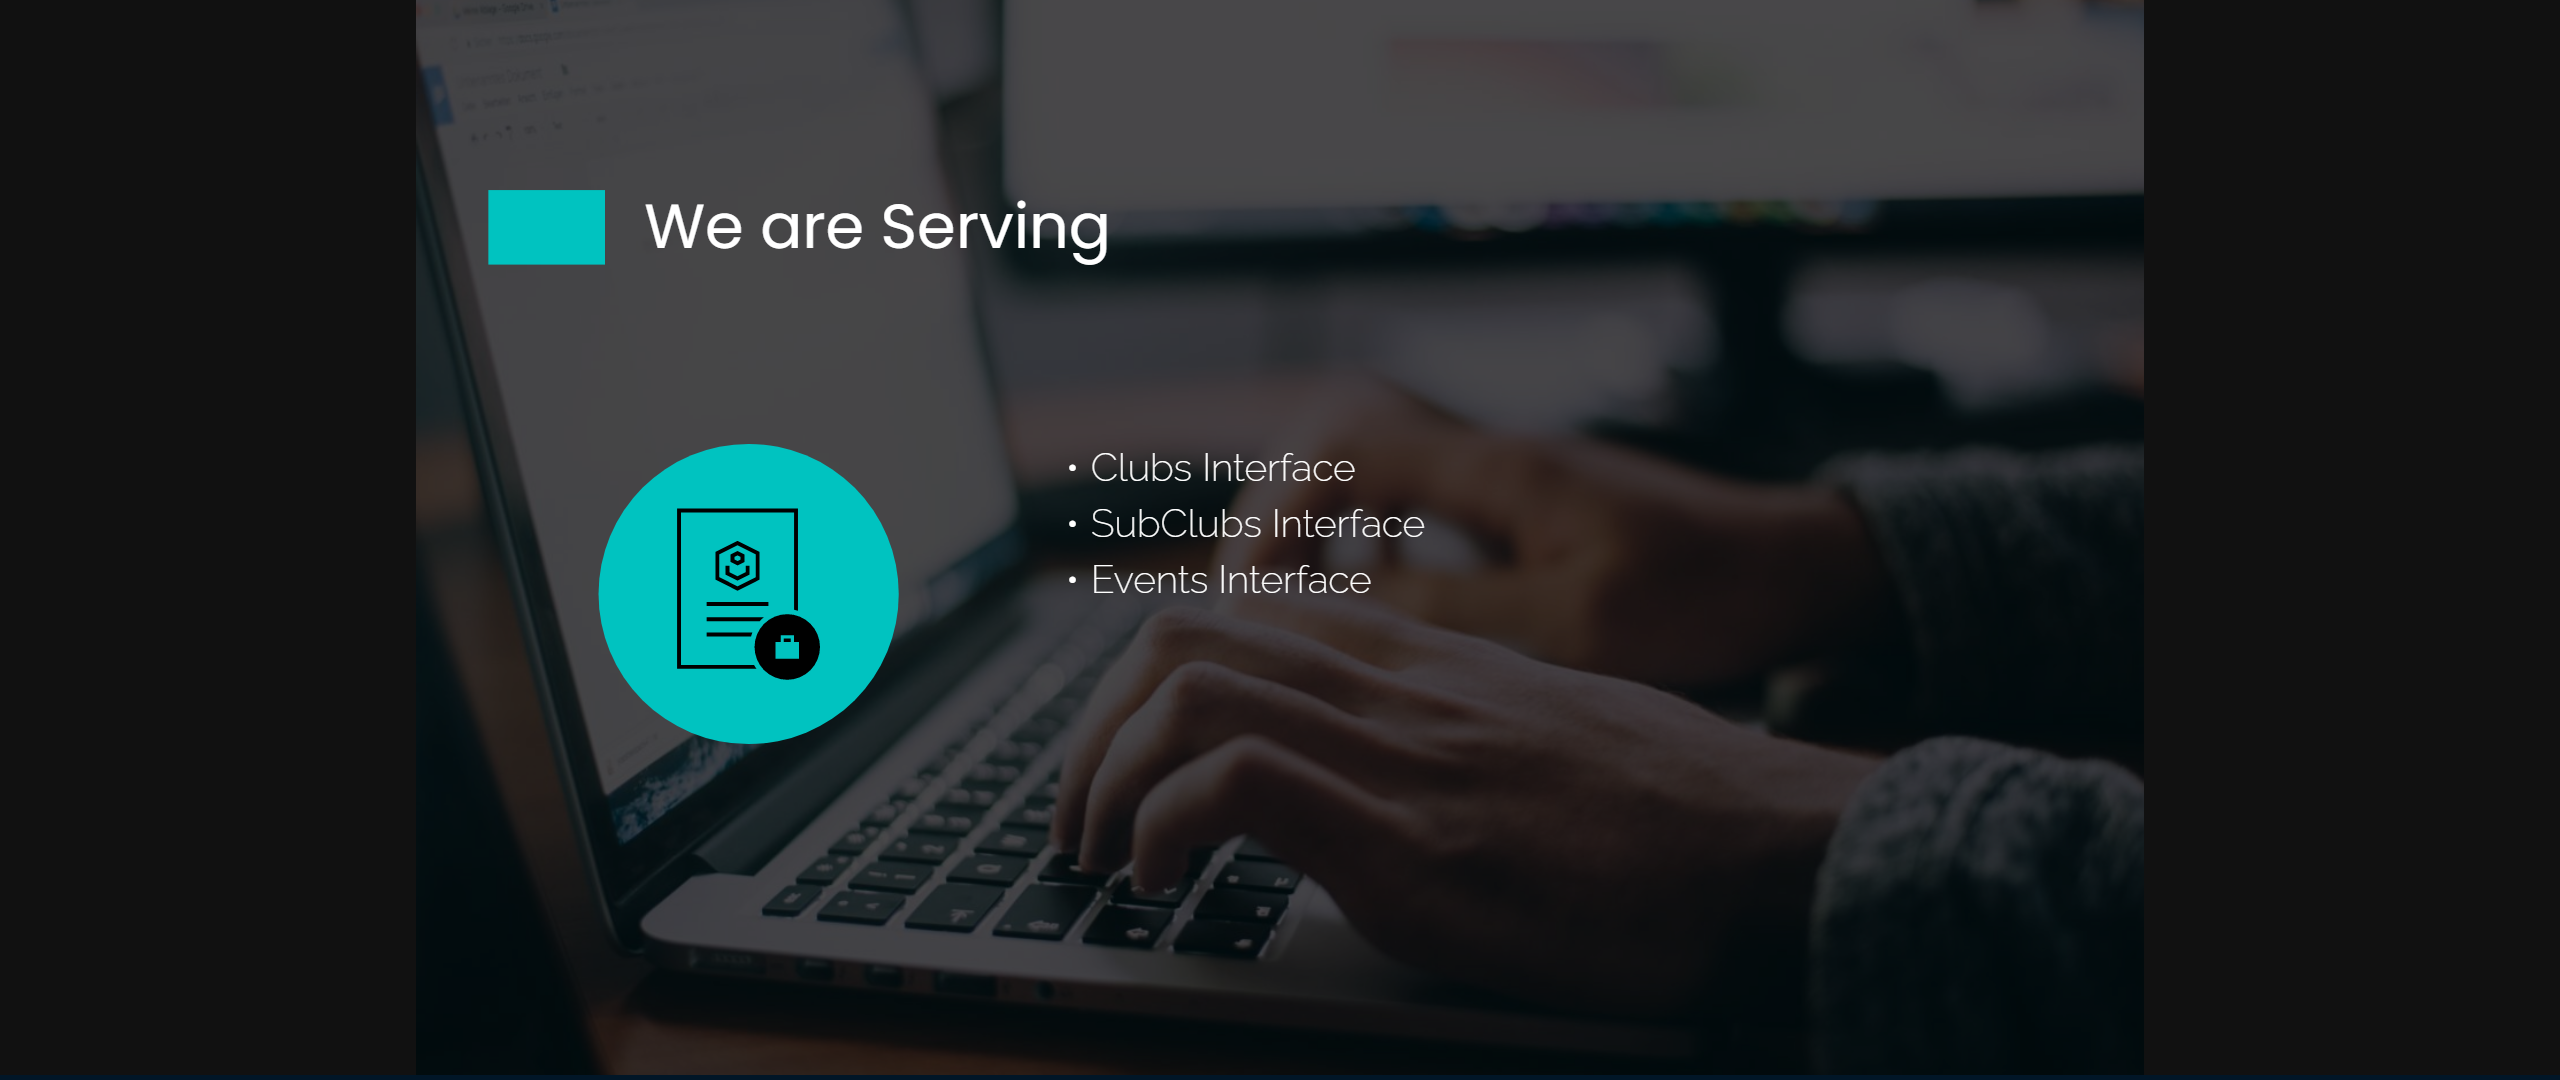 We are Serving
• Clubs Interface
• SubClubs Interface
• Events Interface